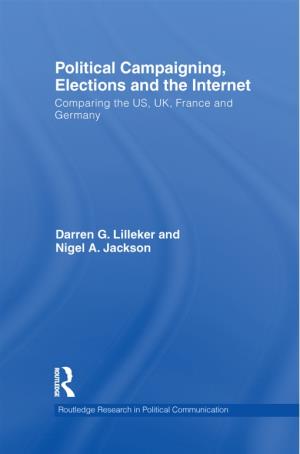 Political Campaigning,
Elections and the Internet
Comparing the US, UK, France and
Germany
Darren G. Lilleker and
Nigel A. Jackson
ROUTLEDGE
Routledge Research in Political Communication